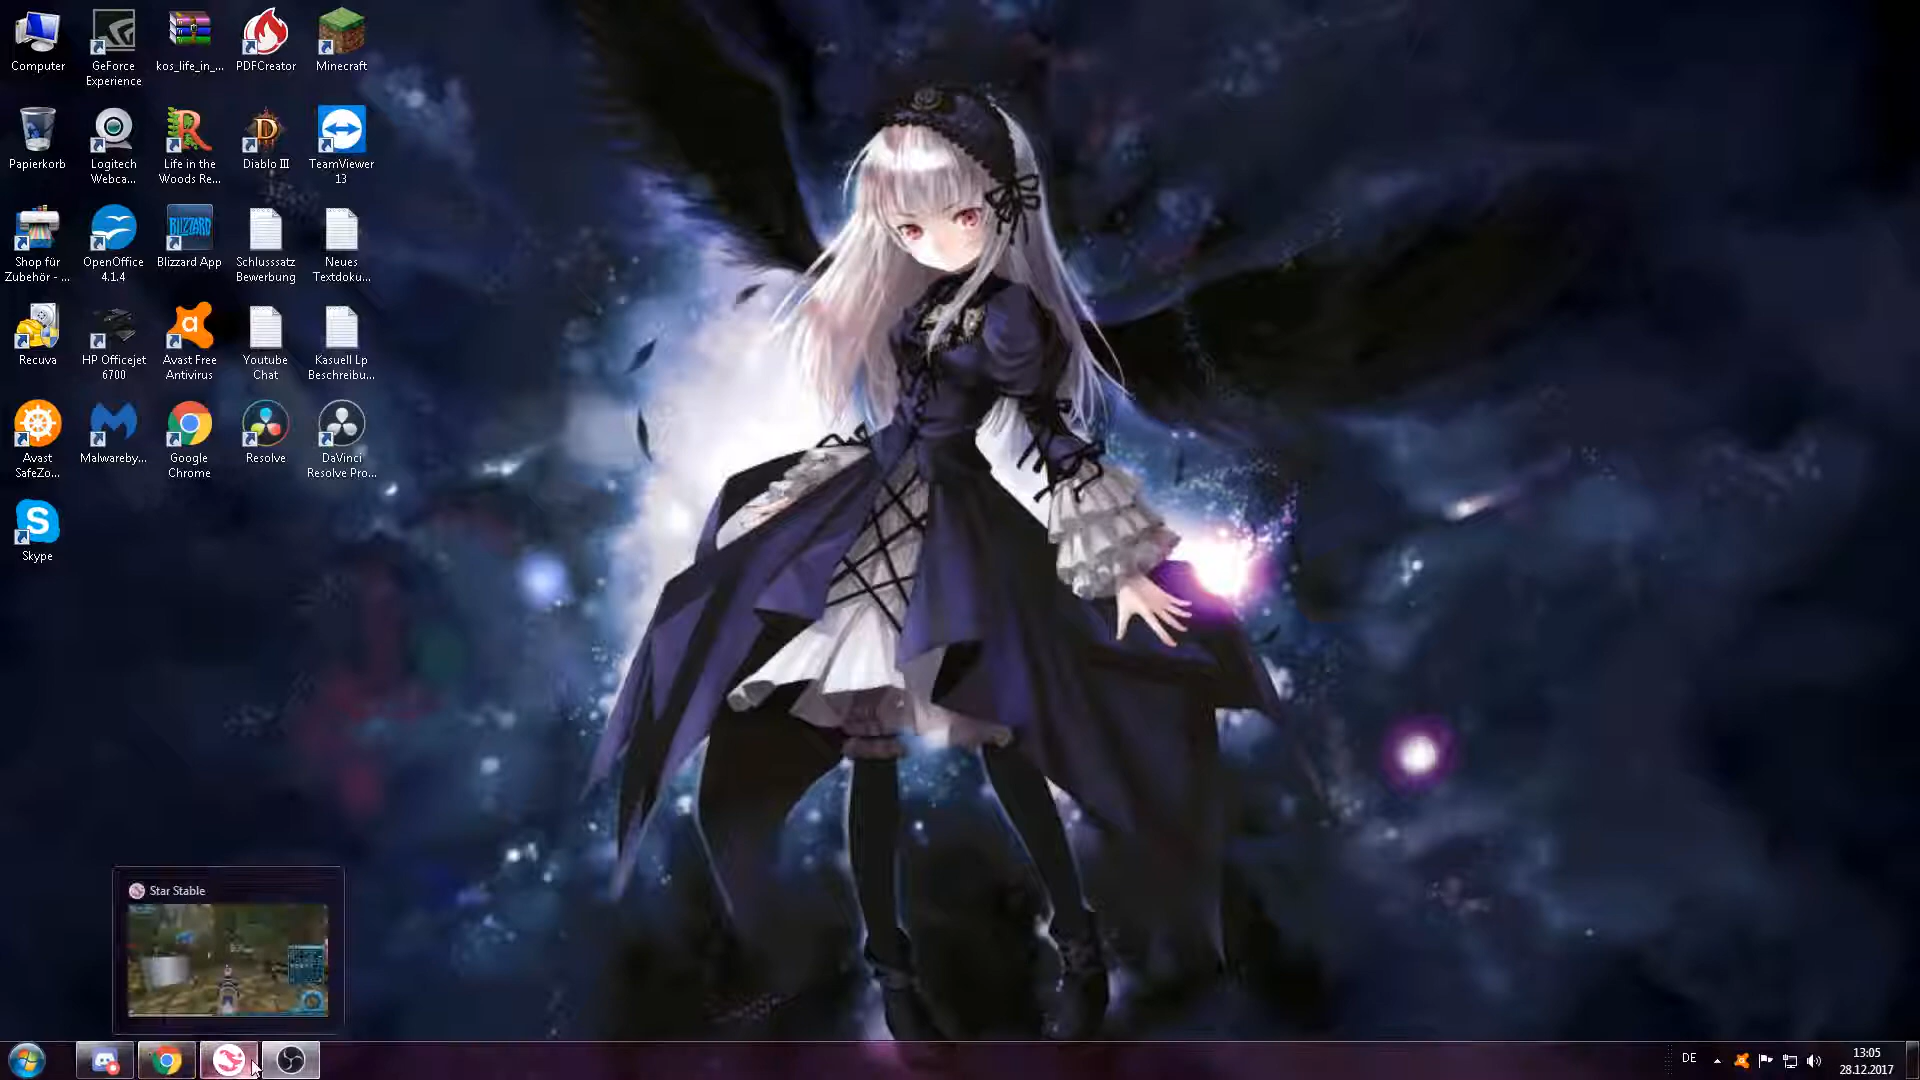 Computer
GeForce
Experience
kos_life_in_...
PDFCreator
Minecraft
Papierkorb
Logitech
Webca...
Life in the
Woods Re...
Diablo III
TeamViewer
13
Shop für
Zubehör - ...
OpenOffice
4.1.4
BLIZZARD
Blizzard App
Schlusssatz
Bewerbung
Neues
Textdoku...
Recuva
HP Officejet
6700
Avast Free
Antivirus
Youtube
Chat
Kasuell Lp
Beschreibu...
Avast
SafeZo...
Malwareby...
Google
Chrome
Resolve
DaVinci
Resolve Pro...
Skype
Star Stable
DE
13:05
28.12.2017